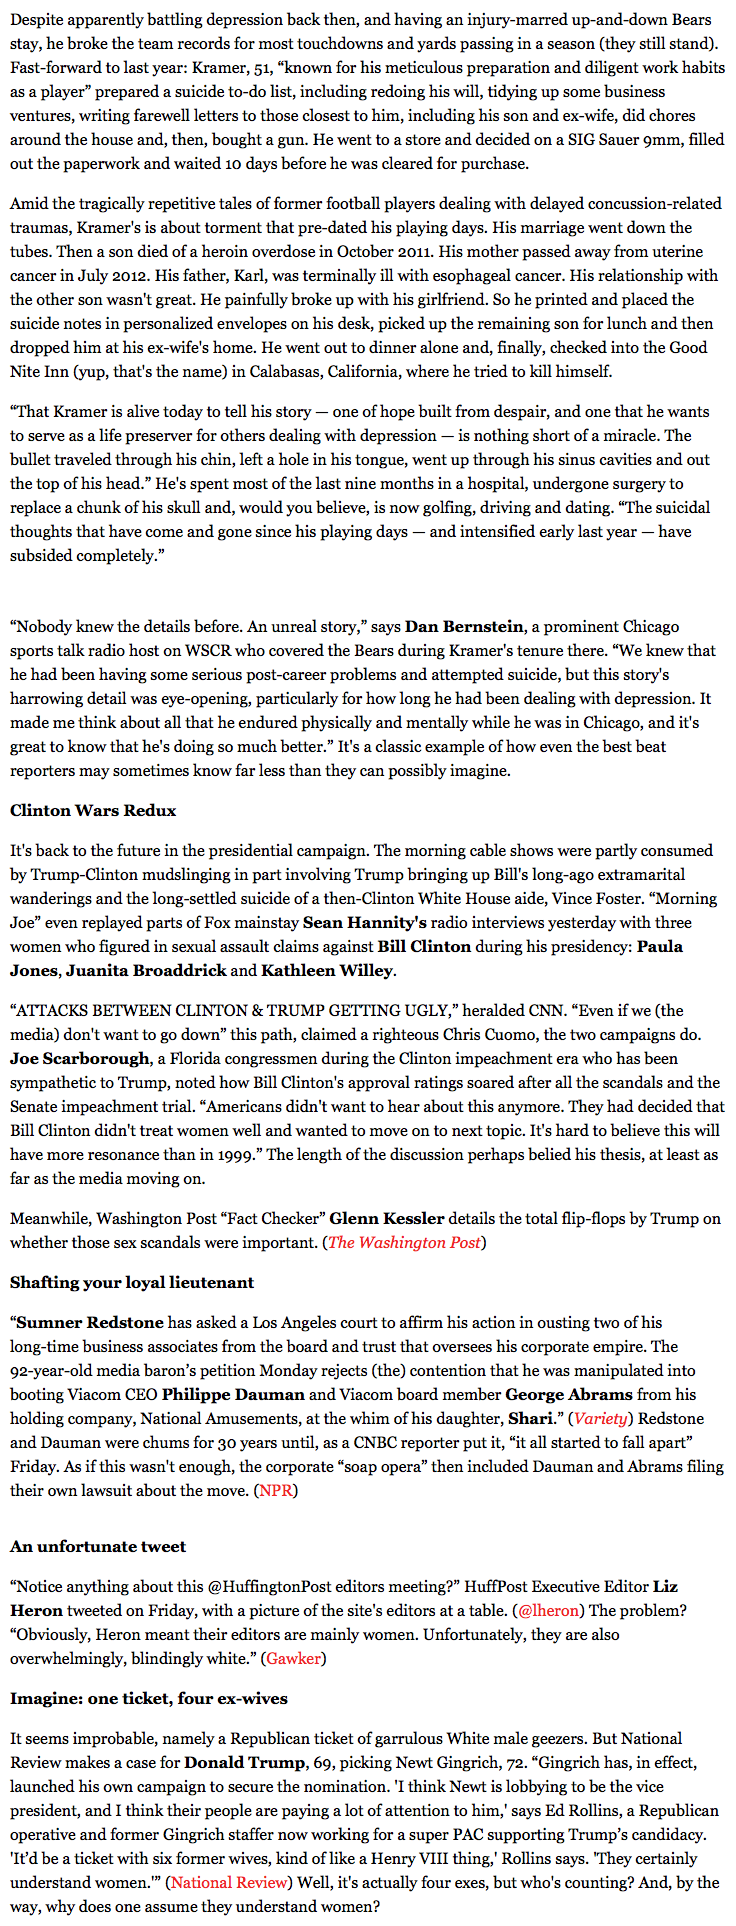 Despite apparently battling depression back then, and having an injury-marred up-and-down Bears
stay, he broke the team records for most touchdowns and yards passing in a season (they still stand).
Fast-forward to last year: Kramer, 51, “known for his meticulous preparation and diligent work habits
as a player” prepared a suicide to-do list, including redoing his will, tidying up some business
ventures, writing farewell letters to those closest to him, including his son and ex-wife, did chores
around the house and, then, bought a gun. He went to a store and decided on a SIG Sauer 9mm, filled
out the paperwork and waited 10 days before he was cleared for purchase.
Amid the tragically repetitive tales of former football players dealing with delayed concussion-related
traumas, Kramer's is about torment that pre-dated his playing days. His marriage went down the
tubes. Then a son died of a heroin overdose in October 2011. His mother passed away from uterine
cancer in July 2012. His father, Karl, was terminally ill with esophageal cancer. His relationship with
the other son wasn't great. He painfully broke up with his girlfriend. So he printed and placed the
suicide notes in personalized envelopes on his desk, picked up the remaining son for lunch and then
dropped him at his ex-wife's home. He went out to dinner alone and, finally, checked into the Good
Nite Inn (yup, that's the name) in Calabasas, California, where he tried to kill himself.
“That Kramer is alive today to tell his story — one of hope built from despair, and one that he wants
to serve as a life preserver for others dealing with depression — is nothing short of a miracle. The
bullet traveled through his chin, left a hole in his tongue, went up through his sinus cavities and out
the top of his head.” He's spent most of the last nine months in a hospital, undergone surgery to
replace a chunk of his skull and, would you believe, is now golfing, driving and dating. “The suicidal
thoughts that have come and gone since his playing days — and intensified early last year — have
subsided completely.”
“Nobody knew the details before. An unreal story,” says Dan Bernstein, a prominent Chicago
sports talk radio host on WSCR who covered the Bears during Kramer's tenure there. “We knew that
he had been having some serious post-career problems and attempted suicide, but this story's
harrowing detail was eye-opening, particularly for how long he had been dealing with depression. It
made me think about all that he endured physically and mentally while he was in Chicago, and it's
great to know that he's doing so much better.” It's a classic example of how even the best beat
reporters may sometimes know far less than they can possibly imagine.
Clinton Wars Redux
It's back to the future in the presidential campaign. The morning cable shows were partly consumed
by Trump-Clinton mudslinging in part involving Trump bringing up Bill's long-ago extramarital
wanderings and the long-settled suicide of a then-Clinton White House aide, Vince Foster. “Morning
Joe” even replayed parts of Fox mainstay Sean Hannity's radio interviews yesterday with three
women who figured in sexual assault claims against Bill Clinton during his presidency: Paula
Jones, Juanita Broaddrick and Kathleen Willey.
“ATTACKS BETWEEN CLINTON & TRUMP GETTING UGLY,” heralded CNN. “Even if we (the
media) don't want to go down” this path, claimed a righteous Chris Cuomo, the two campaigns do.
Joe Scarborough, a Florida congressmen during the Clinton impeachment era who has been
sympathetic to Trump, noted how Bill Clinton's approval ratings soared after all the scandals and the
Senate impeachment trial. “Americans didn't want to hear about this anymore. They had decided that
Bill Clinton didn't treat women well and wanted to move on to next topic. It's hard to believe this will
have more resonance than in 1999.” The length of the discussion perhaps belied his thesis, at least as
far as the media moving on.
Meanwhile, Washington Post “Fact Checker” Glenn Kessler details the total flip-flops by Trump on
whether those sex scandals were important. (The Washington Post)
Shafting your loyal lieutenant
“Sumner Redstone has asked a Los Angeles court to affirm his action in ousting two of his
long-time business associates from the board and trust that oversees his corporate empire. The
92-year-old media baron’s petition Monday rejects (the) contention that he was manipulated into
booting Viacom CEO Philippe Dauman and Viacom board member George Abrams from his
holding company, National Amusements, at the whim of his daughter, Shari.” (Variety) Redstone
and Dauman were chums for 30 years until, as a CNBC reporter put it, “it all started to fall apart”
Friday. As if this wasn't enough, the corporate “soap opera” then included Dauman and Abrams filing
their own lawsuit about the move. (NPR)
An unfortunate tweet
“Notice anything about this @HuffingtonPost editors meeting?” HuffPost Executive Editor Liz
Heron tweeted on Friday, with a picture of the site's editors at a table. (@lheron) The problem?
“Obviously, Heron meant their editors are mainly women. Unfortunately, they are also
overwhelmingly, blindingly white.” (Gawker)
Imagine: one ticket, four ex-wives
It seems improbable, namely a Republican ticket of garrulous White male geezers. But National
Review makes a case for Donald Trump, 69, picking Newt Gingrich, 72. “Gingrich has, in effect,
launched his own campaign to secure the nomination. 'I think Newt is lobbying to be the vice
president, and I think their people are paying a lot of attention to him,' says Ed Rollins, a Republican
operative and former Gingrich staffer now working for a super PAC supporting Trump’s candidacy.
'It’d be a ticket with six former wives, kind of like a Henry VIII thing,' Rollins says. 'They certainly
understand women.'” (National Review) Well, it's actually four exes, but who's counting? And, by the
way, why does one assume they understand women?